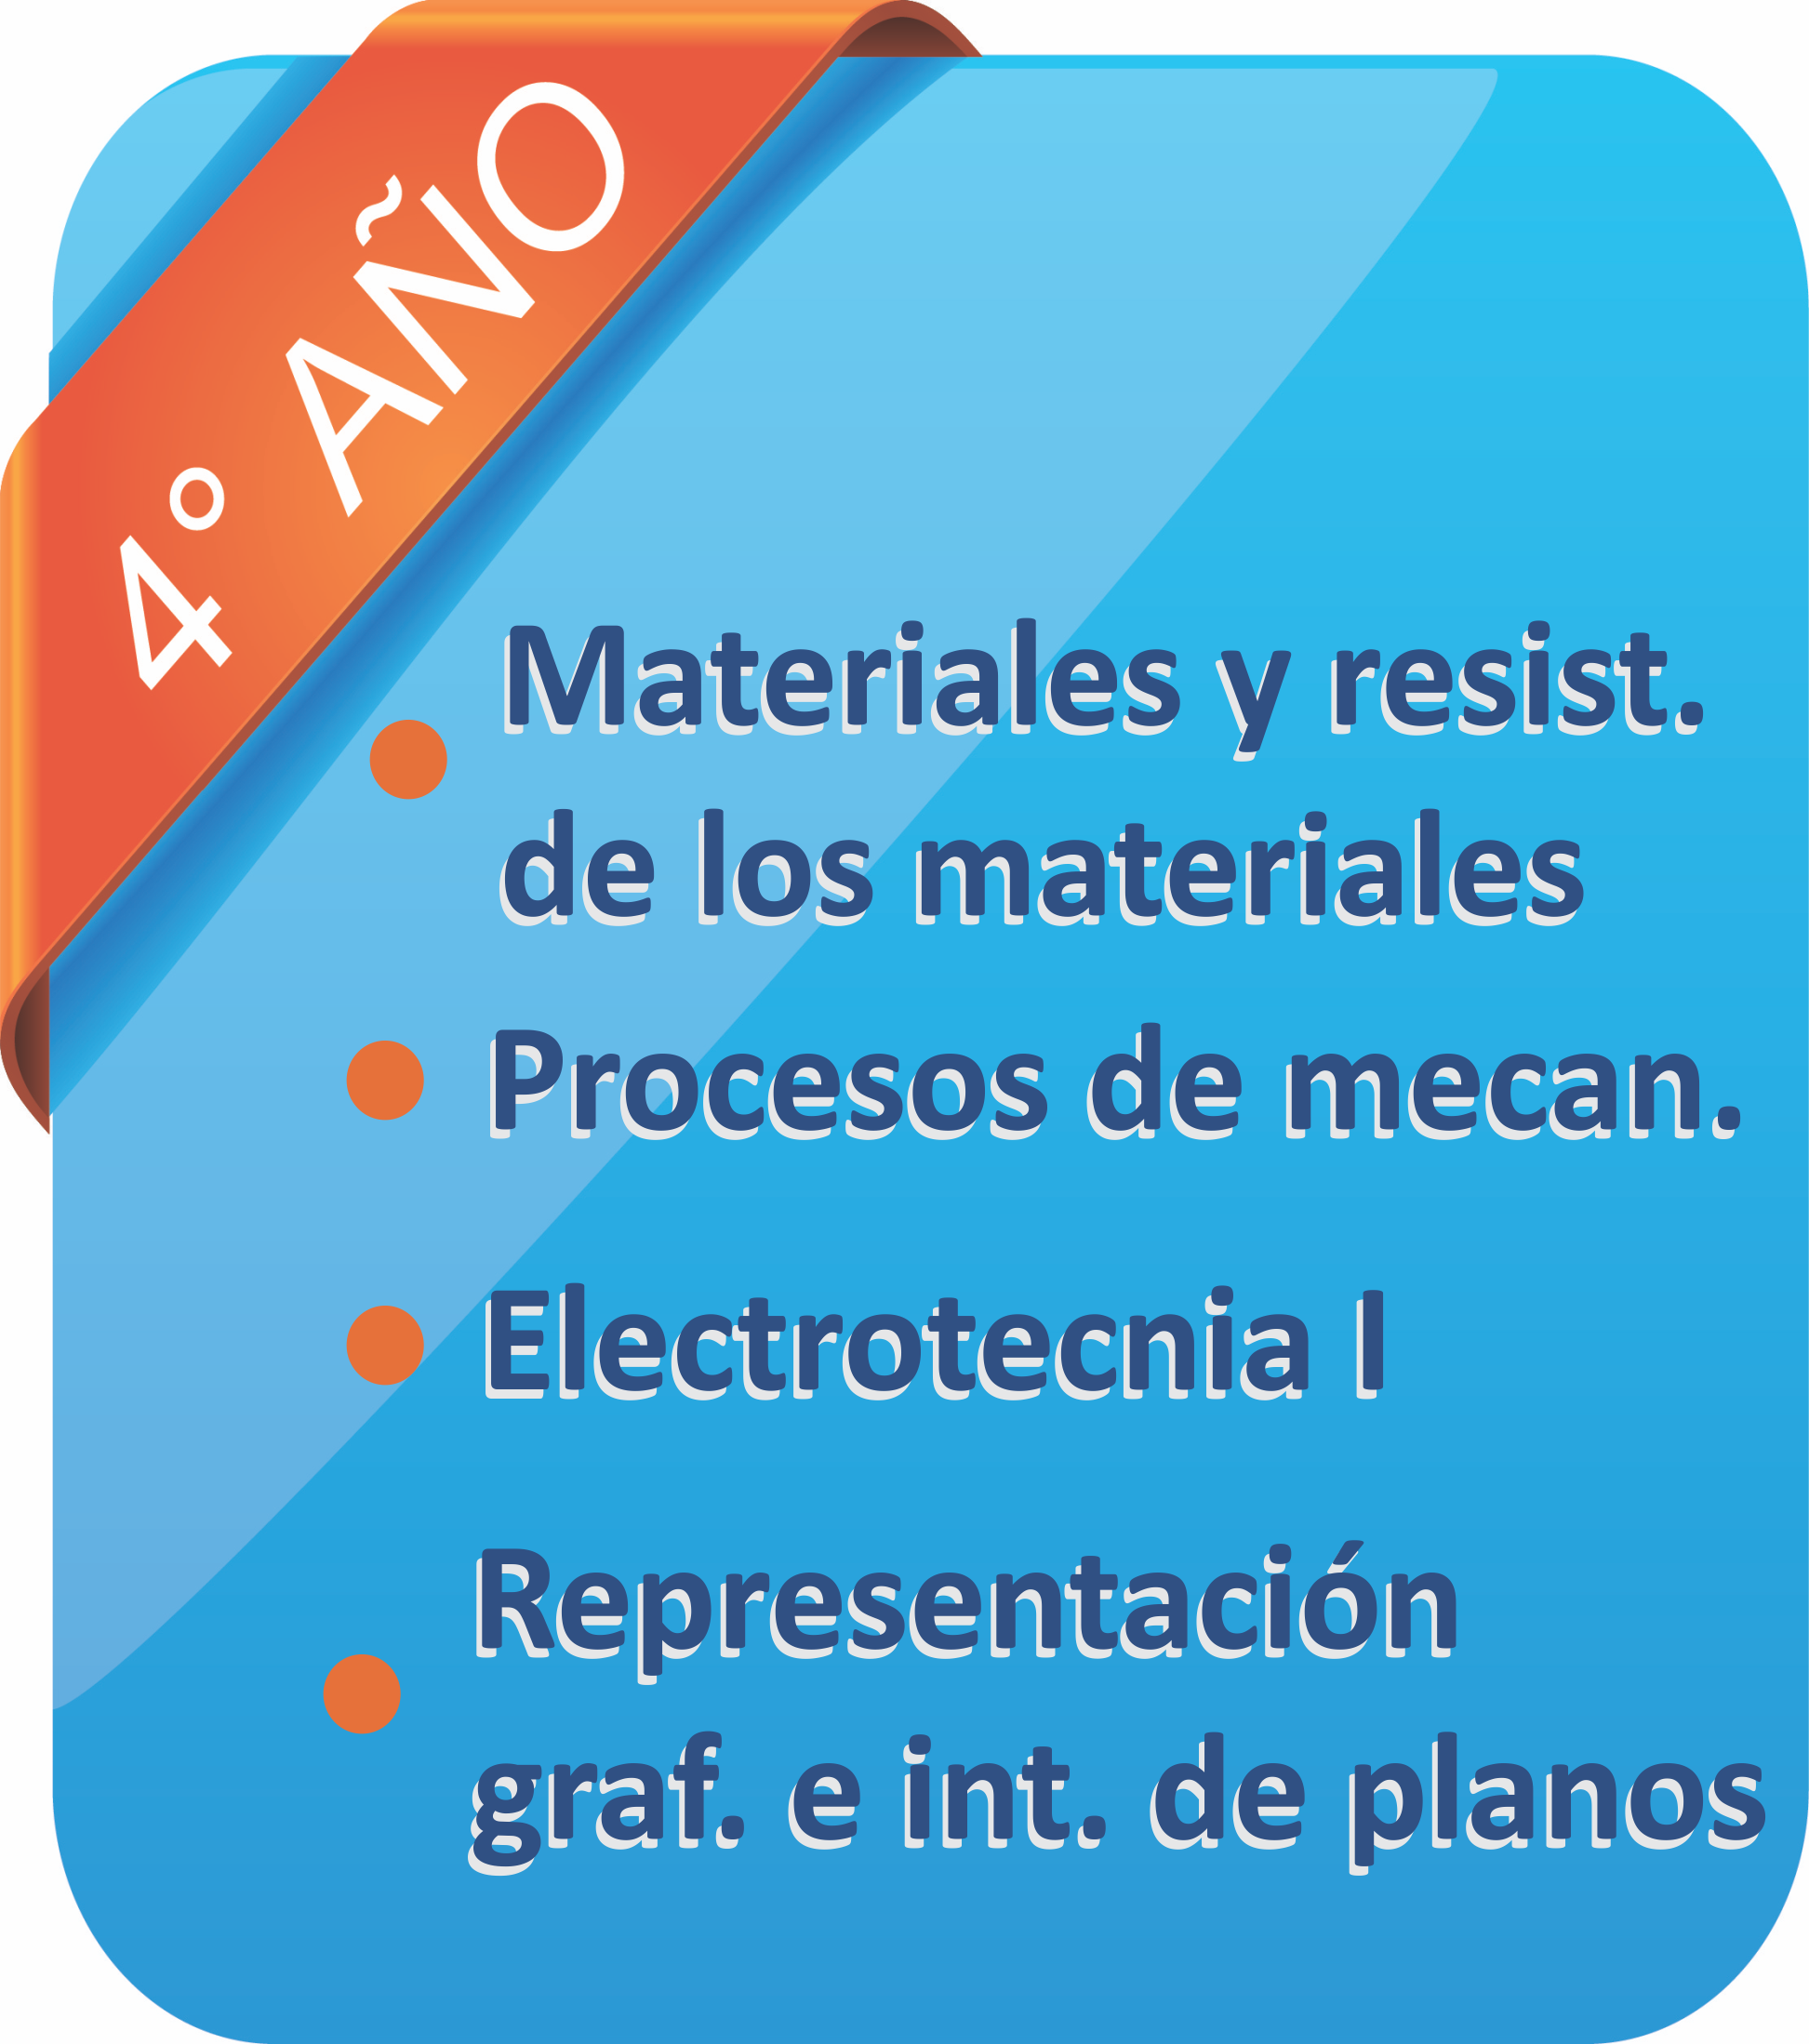 4° AÑO
Materiales y resist.
de los materiales
Procesos de mecan.
Electrotecnia I
Representación
graf. e int. de planos